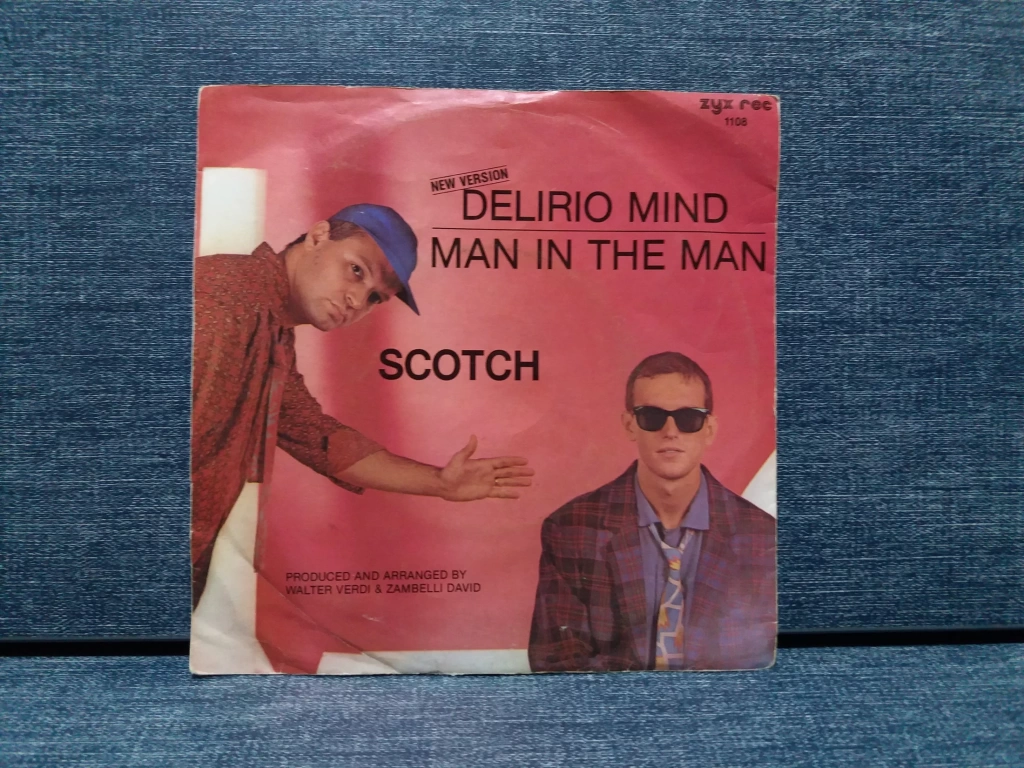 zyx rec
1108
NEW VERSION
DELIRIO MIND
MAN IN THE MAN
SCOTCH
PRODUCED AND ARRANGED BY
WALTER VERDI & ZAMBELLI DAVID